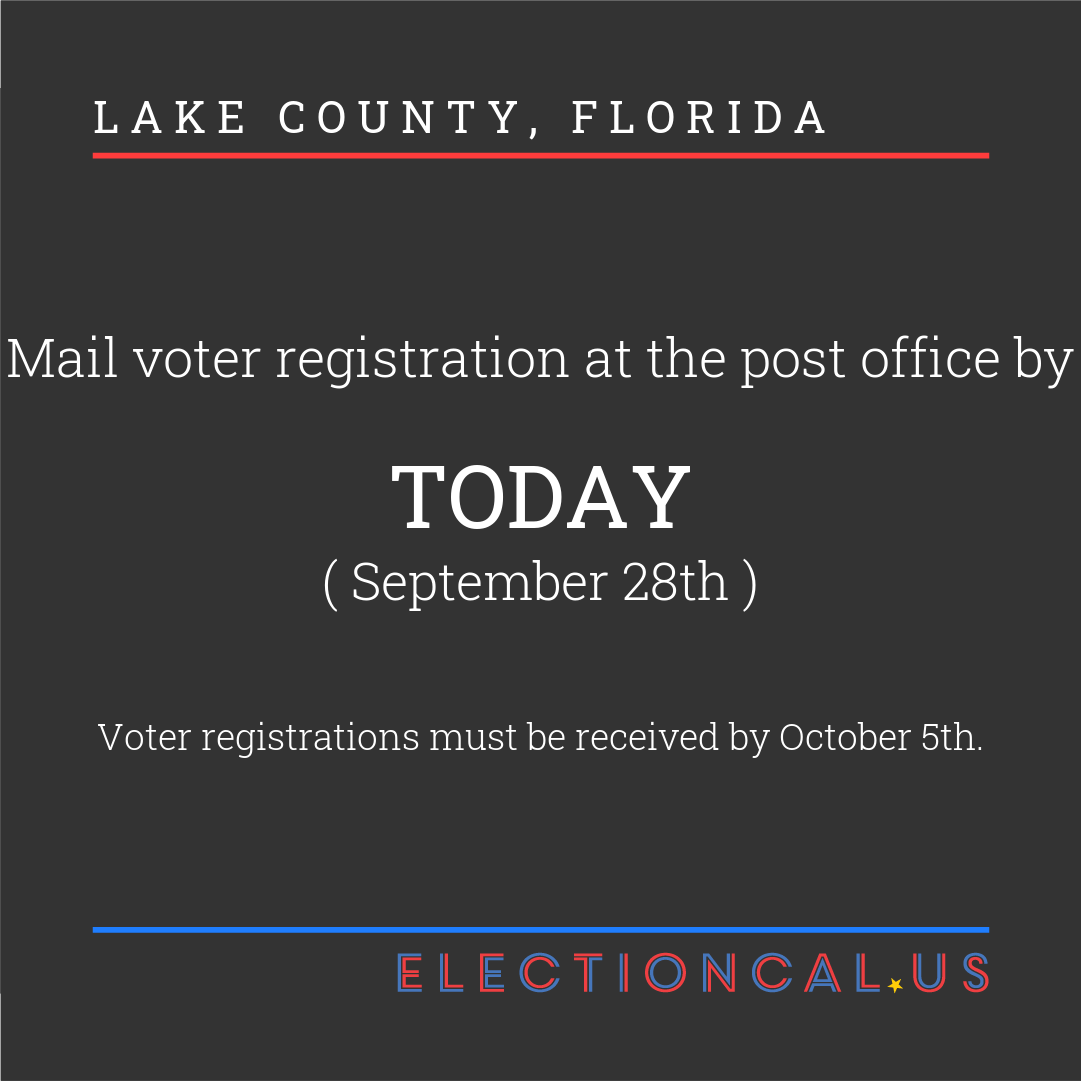 LAKE COUNTY, FLORIDA
Mail voter registration at the post office by
TODAY
( September 28th )
Voter registrations must be received by October 5th.
ELECTIONCAL.US